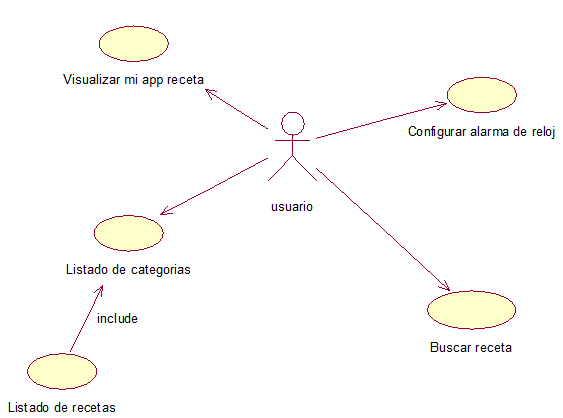 Visualizar mi app receta
Configurar alarma de reloj
usuario
Listado de categorias
include
Buscar receta
Listado de recetas